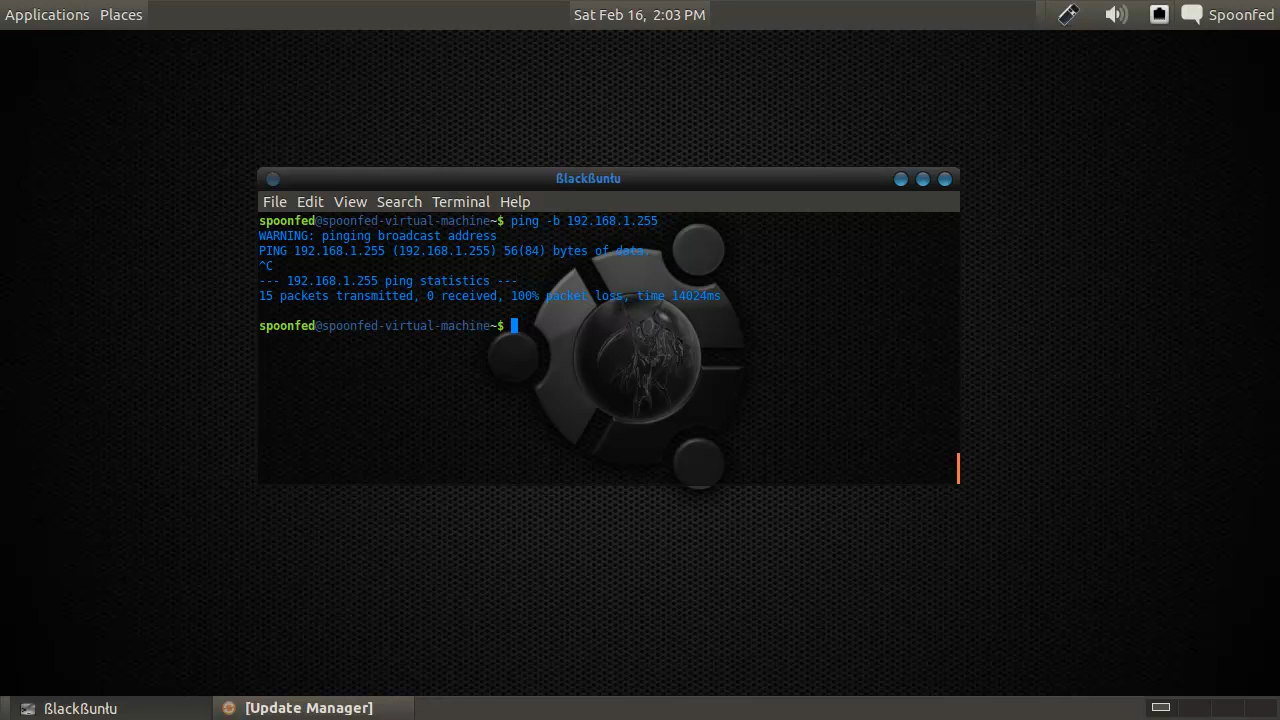 Applications Places Sat Feb 16, 2:03 PM Spoonfed
ßlackßunłu
File Edit View Search Terminal Help
spoonfed@spoonfed-virtual-machine~$ ping -b 192.168.1.255
WARNING: pinging broadcast address
PING 192.168.1.255 (192.168.1.255) 56(84) bytes of data.
^C
--- 192.168.1.255 ping statistics ---
15 packets transmitted, 0 received, 100% packet loss, time 14024ms
spoonfed@spoonfed-virtual-machine~$
ßlackßunłu [Update Manager]